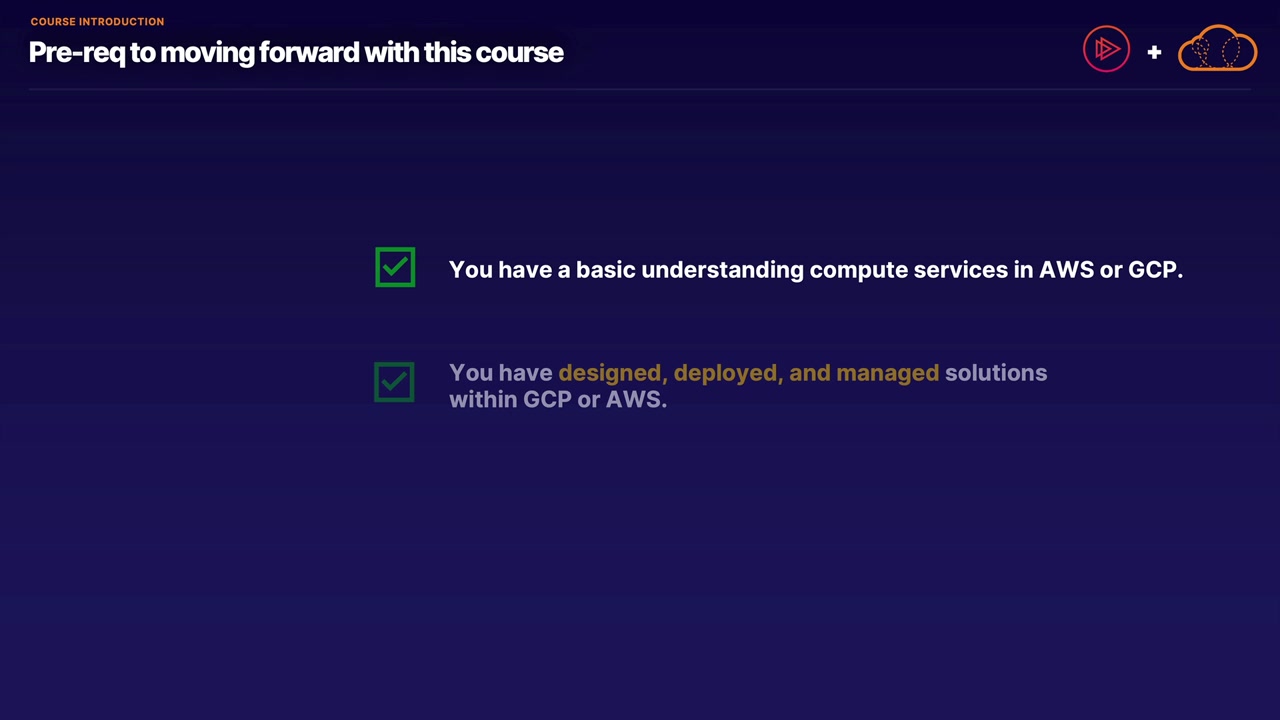 COURSE INTRODUCTION
Pre-req to moving forward with this course
You have a basic understanding compute services in AWS or GCP.
You have designed, deployed, and managed solutions
within GCP or AWS.